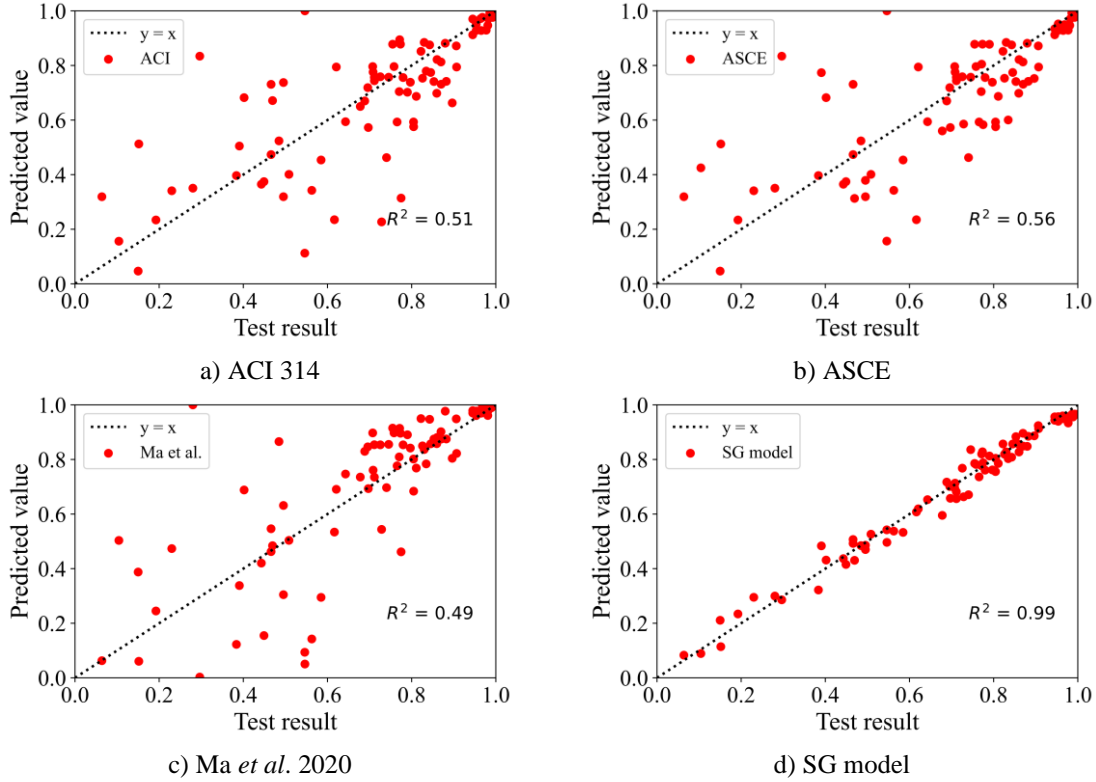 Predicted value
1.0
0.8
0.6
0.4
0.2
0.0
y = x
ACI
R² = 0.51
0.0 0.2 0.4 0.6 0.8 1.0
Test result
a) ACI 314
Predicted value
1.0
0.8
0.6
0.4
0.2
0.0
y = x
ASCE
R² = 0.56
0.0 0.2 0.4 0.6 0.8 1.0
Test result
b) ASCE
Predicted value
1.0
0.8
0.6
0.4
0.2
0.0
y = x
Ma et al.
R² = 0.49
0.0 0.2 0.4 0.6 0.8 1.0
Test result
c) Ma et al. 2020
Predicted value
1.0
0.8
0.6
0.4
0.2
0.0
y = x
SG model
R² = 0.99
0.0 0.2 0.4 0.6 0.8 1.0
Test result
d) SG model